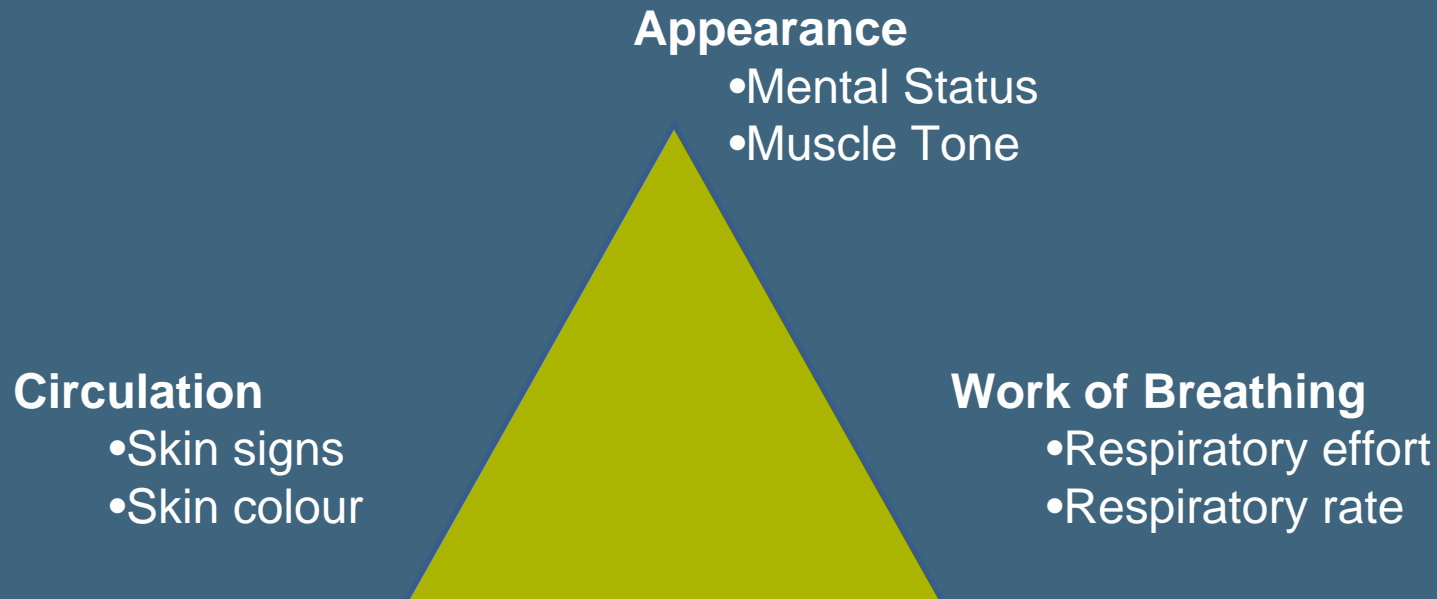 Appearance
•Mental Status
•Muscle Tone
Circulation
•Skin signs
•Skin colour
Work of Breathing
•Respiratory effort
•Respiratory rate